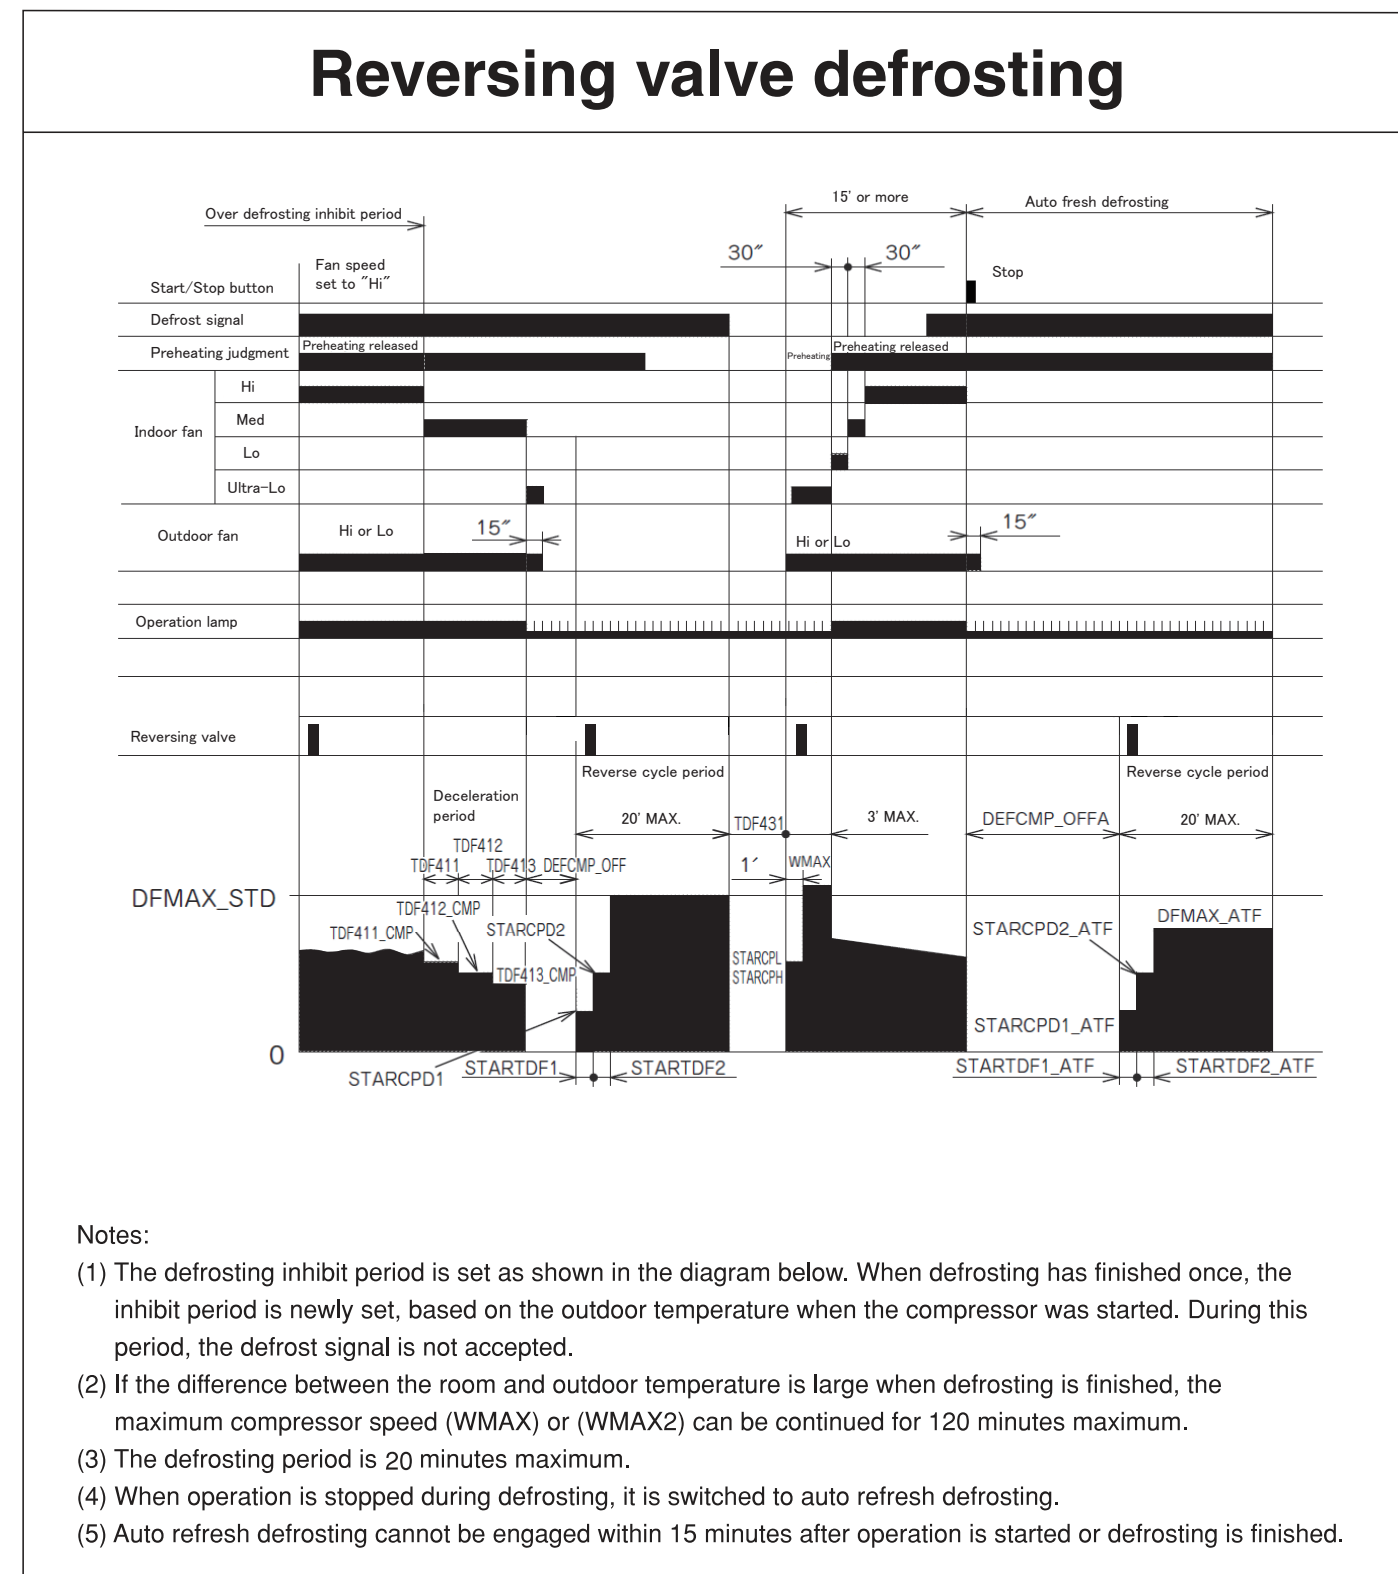 Reversing valve defrosting
15' or more
Auto fresh defrosting
Over defrosting inhibit period
30″ 30″
Fan speed
set to "Hi"
Stop
Start/Stop button
Defrost signal
Preheating judgment
Preheating released
Preheating
Preheating released
Indoor fan
Hi
Med
Lo
Ultra-Lo
Outdoor fan
Hi or Lo
15″
Hi or Lo
15″
Operation lamp
Reversing valve
Reverse cycle period
Reverse cycle period
Deceleration
period
20' MAX.
TDF431
3' MAX.
DEFCMP_OFFA
20' MAX.
TDF412
TDF411
TDF413
DEFCMP_OFF
1′
WMAX
DFMAX_STD
TDF412_CMP
TDF411_CMP
STARCPD2
TDF413_CMP
STARCPL
STARCPH
STARCPD2_ATF
DFMAX_ATF
STARCPD1_ATF
0
STARCPD1
STARTDF1
STARTDF2
STARTDF1_ATF
STARTDF2_ATF
Notes:
(1) The defrosting inhibit period is set as shown in the diagram below. When defrosting has finished once, the
inhibit period is newly set, based on the outdoor temperature when the compressor was started. During this
period, the defrost signal is not accepted.
(2) If the difference between the room and outdoor temperature is large when defrosting is finished, the
maximum compressor speed (WMAX) or (WMAX2) can be continued for 120 minutes maximum.
(3) The defrosting period is 20 minutes maximum.
(4) When operation is stopped during defrosting, it is switched to auto refresh defrosting.
(5) Auto refresh defrosting cannot be engaged within 15 minutes after operation is started or defrosting is finished.